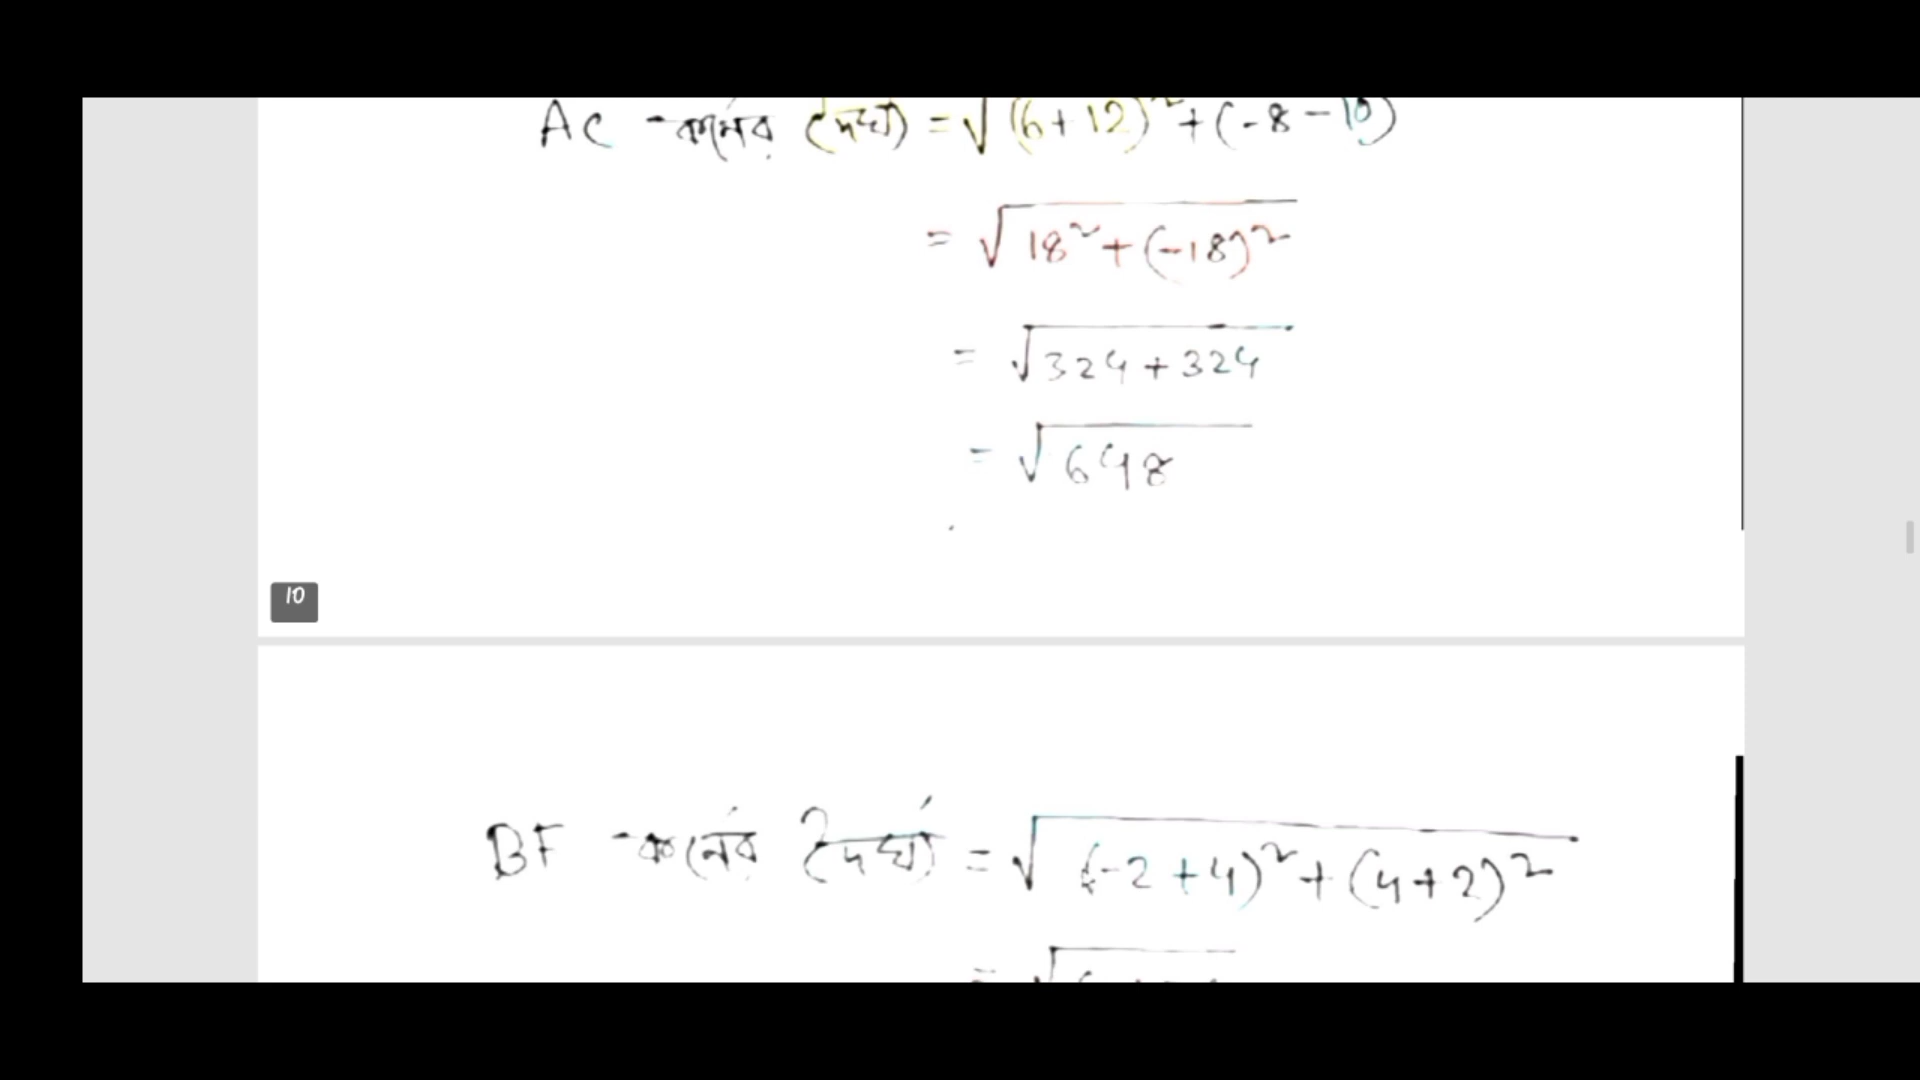 AC কর্নের দৈর্ঘ্য = √(6+12)² + (-8-10)
= √18² + (-18)²
= √324 + 324
= √648
10
BF কর্নের দৈর্ঘ্য = √(-2+4)² + (4+2)²